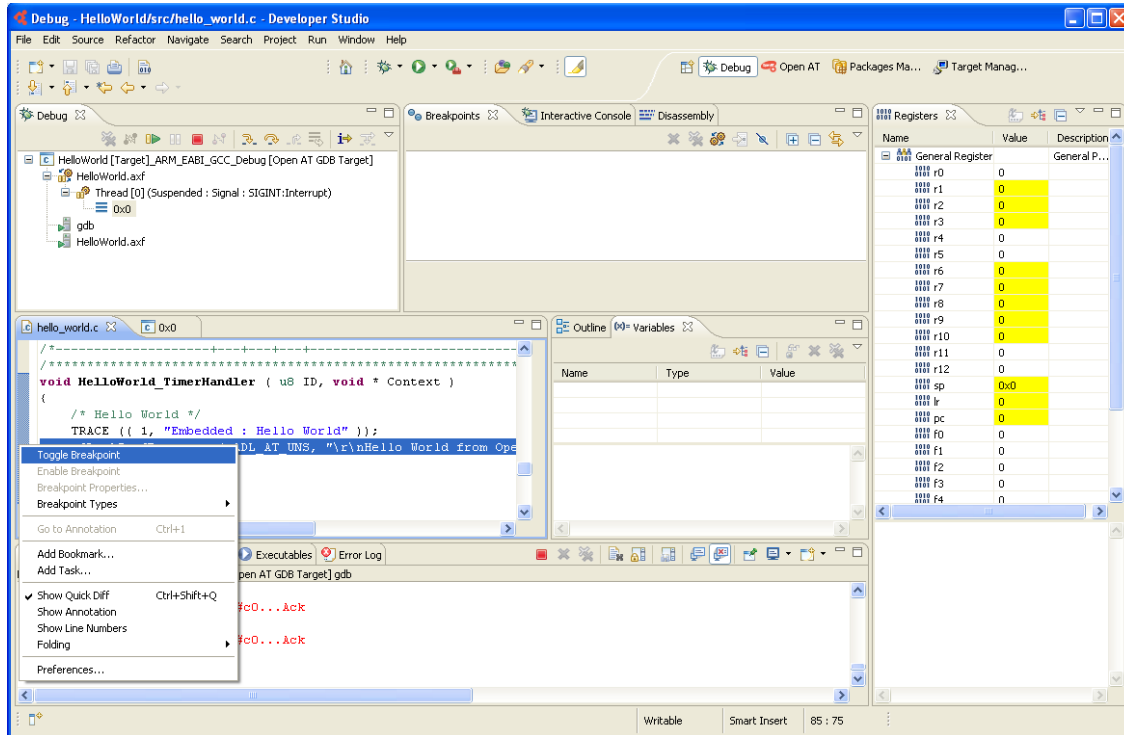 Debug - HelloWorld/src/hello_world.c - Developer Studio
File Edit Source Refactor Navigate Search Project Run Window Help
Debug Open AT Packages Ma... Target Manag...
Debug
HelloWorld [Target]_ARM_EABI_GCC_Debug [Open AT GDB Target]
HelloWorld.axf
Thread [0] (Suspended : Signal : SIGINT:Interrupt)
0x0
gdb
HelloWorld.axf
Breakpoints Interactive Console Disassembly
Registers
Name Value Description
General Register General P...
r0 0
r1 0
r2 0
r3 0
r4 0
r5 0
r6 0
r7 0
r8 0
r9 0
r10 0
r11 0
r12 0
sp 0x0
lr 0
pc 0
f0 0
f1 0
f2 0
f3 0
f4 0
hello_world.c 0x0
/*--------------------+---+---+---+---------------------------
/*************************************************************
void HelloWorld_TimerHandler ( u8 ID, void * Context )
{
/* Hello World */
TRACE (( 1, "Embedded : Hello World" ));
ADL_AT_UNS, "\r\nHello World from Ope
Outline Variables
Name Type Value
Toggle Breakpoint
Enable Breakpoint
Breakpoint Properties...
Breakpoint Types
Go to Annotation Ctrl+1
Add Bookmark...
Add Task...
Show Quick Diff Ctrl+Shift+Q
Show Annotation
Show Line Numbers
Folding
Preferences...
Executables Error Log
pen AT GDB Target] gdb
#c0...Ack
#c0...Ack
Writable Smart Insert 85 : 75